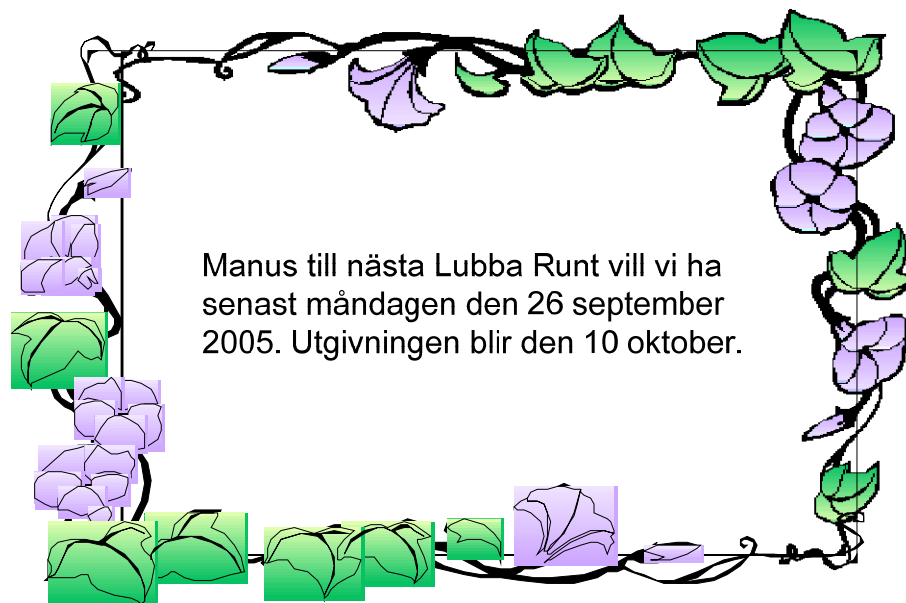 Manus till nästa Lubba Runt vill vi ha
senast måndagen den 26 september
2005. Utgivningen blir den 10 oktober.